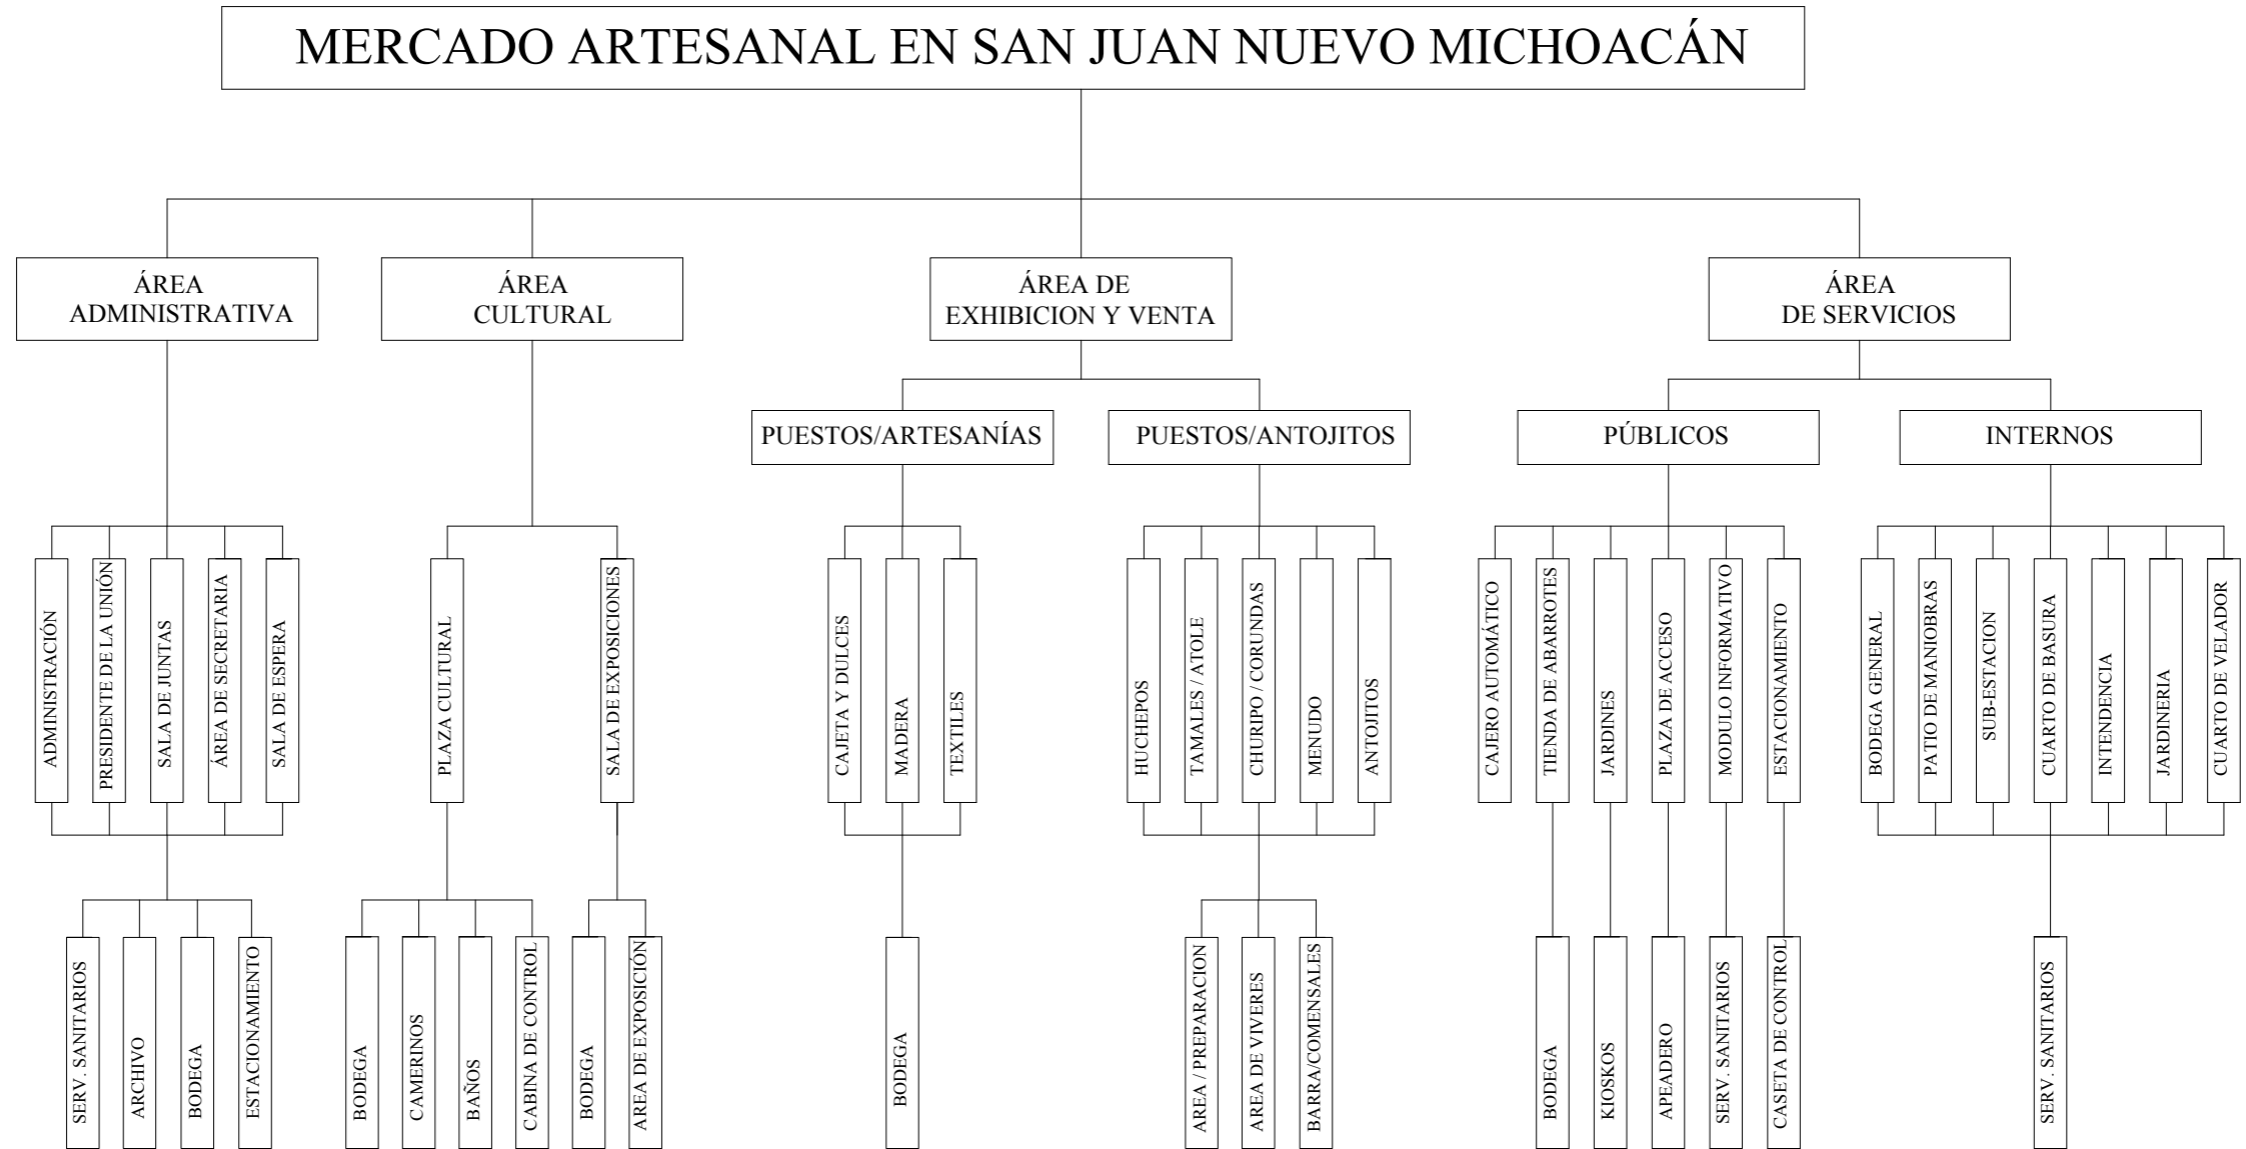 MERCADO ARTESANAL EN SAN JUAN NUEVO MICHOACÁN
ÁREA
ADMINISTRATIVA
ÁREA
CULTURAL
ÁREA DE
EXHIBICION Y VENTA
ÁREA
DE SERVICIOS
PUESTOS/ARTESANÍAS
PUESTOS/ANTOJITOS
PÚBLICOS
INTERNOS
ADMINISTRACIÓN
PRESIDENTE DE LA UNIÓN
SALA DE JUNTAS
ÁREA DE SECRETARIA
SALA DE ESPERA
PLAZA CULTURAL
SALA DE EXPOSICIONES
CAJETA Y DULCES
MADERA
TEXTILES
HUCHEPOS
TAMALES / ATOLE
CHURIPO / CORUNDAS
MENUDO
ANTOJITOS
CAJERO AUTOMÁTICO
TIENDA DE ABARROTES
JARDINES
PLAZA DE ACCESO
MODULO INFORMATIVO
ESTACIONAMIENTO
BODEGA GENERAL
PATIO DE MANIOBRAS
SUB-ESTACION
CUARTO DE BASURA
INTENDENCIA
JARDINERIA
CUARTO DE VELADOR
SERV. SANITARIOS
ARCHIVO
BODEGA
ESTACIONAMIENTO
BODEGA
CAMERINOS
BAÑOS
CABINA DE CONTROL
BODEGA
AREA DE EXPOSICIÓN
BODEGA
AREA / PREPARACION
AREA DE VIVERES
BARRA/COMENSALES
BODEGA
KIOSKOS
APEADERO
SERV. SANITARIOS
CASETA DE CONTROL
SERV. SANITARIOS